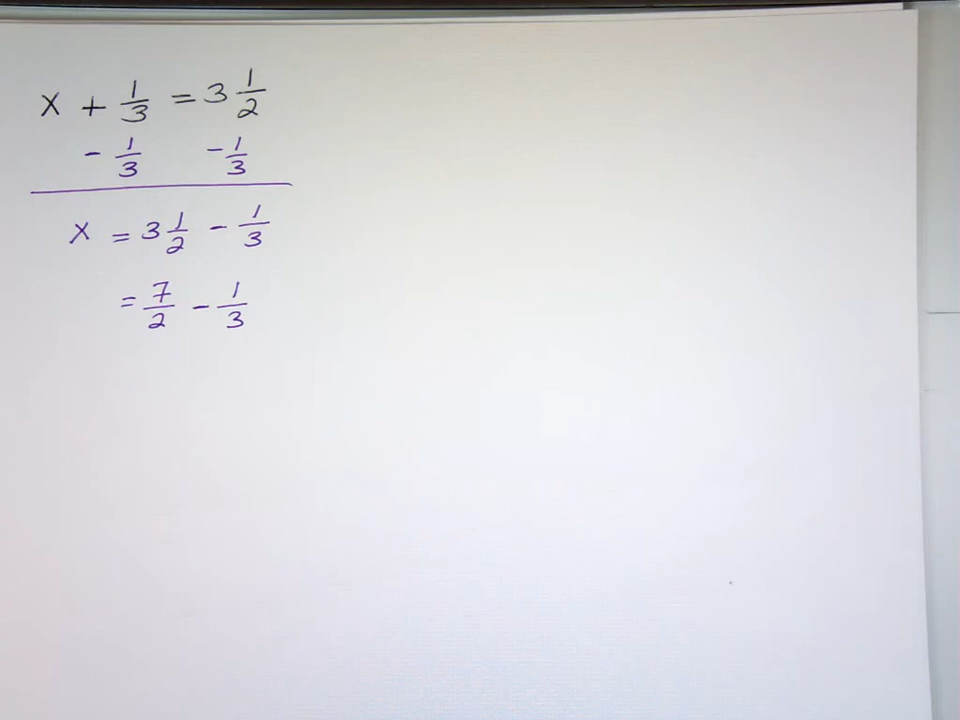 x + 1/3 = 3 1/2
- 1/3 - 1/3
x = 3 1/2 - 1/3
= 7/2 - 1/3